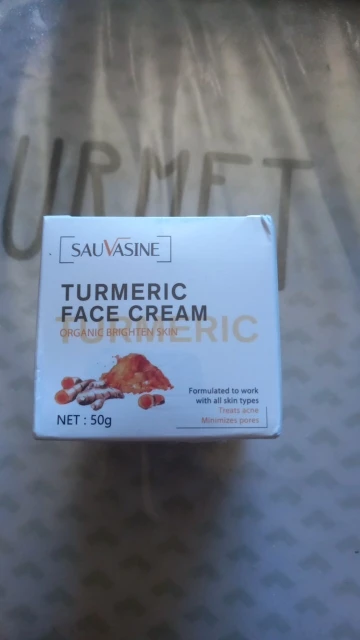 URMET
SAUVASINE
TURMERIC
FACE CREAM
TURMERIC
ORGANIC BRIGHTEN SKIN
Formulated to work
with all skin types
Treats acne
Minimizes pores
NET : 50g